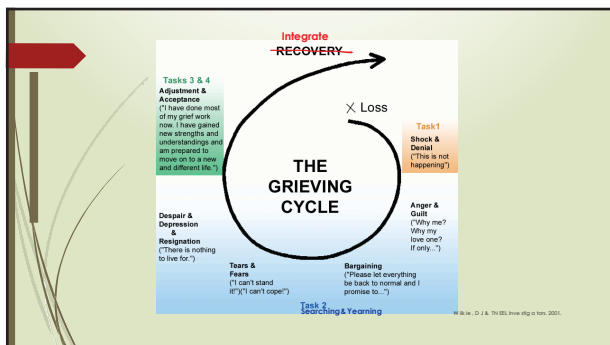 Integrate
RECOVERY
Tasks 3 & 4
Adjustment &
Acceptance
("I have done most
of my grief work
now. I have gained
new strengths and
understandings and
am prepared to
move on to a new
and different life.")
X Loss
Task1
Shock &
Denial
("This is not
happening")
THE
GRIEVING
CYCLE
Anger &
Guilt
("Why me?
Why my
love one?
If only...")
Despair &
Depression
&
Resignation
("There is nothing
to live for.")
Tears &
Fears
("I can't stand
it!")("I can't cope!")
Bargaining
("Please let everything
be back to normal and I
promise to...")
Task 2
Searching & Yearning
Wilkie, D J & TNEEL Investigators. 2001.